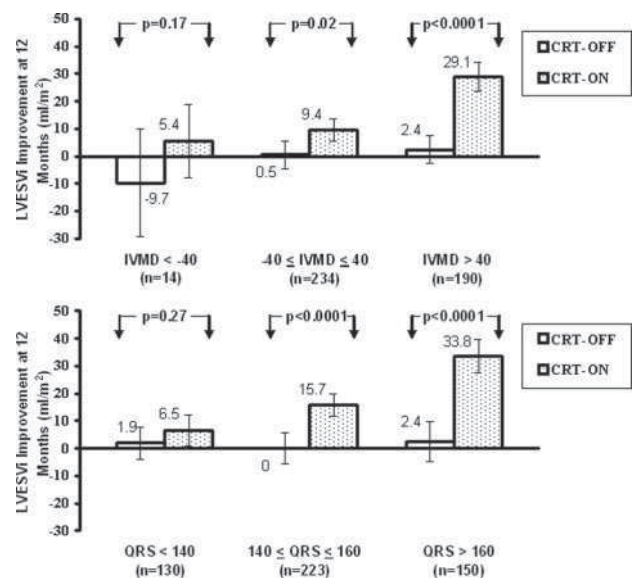 LVESVi Improvement at 12
Months (ml/m²)
50
40
30
20
10
0
-10
-20
-30
p=0.17
p=0.02
p<0.0001
-9.7
5.4
0.5
9.4
2.4
29.1
IVMD < -40
(n=14)
-40 ≤ IVMD ≤ 40
(n=234)
IVMD > 40
(n=190)
CRT-OFF
CRT-ON
LVESVi Improvement at 12
Months (ml/m²)
50
40
30
20
10
0
-10
-20
-30
p=0.27
p<0.0001
p<0.0001
1.9
6.5
0
15.7
2.4
33.8
QRS < 140
(n=130)
140 ≤ QRS ≤ 160
(n=223)
QRS > 160
(n=150)
CRT-OFF
CRT-ON